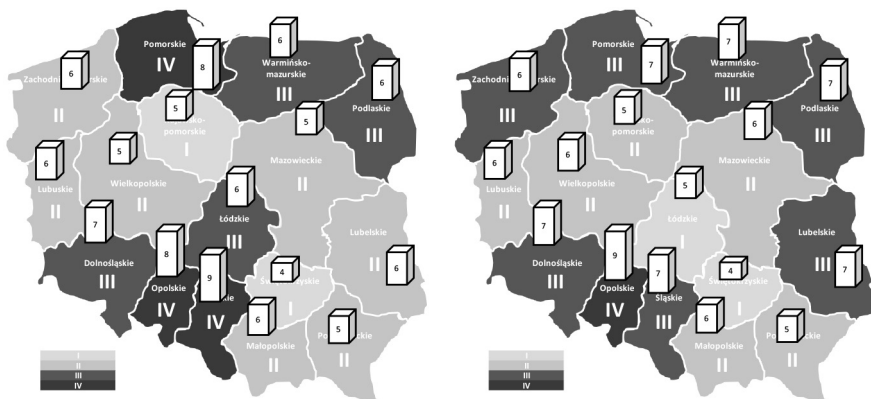 Pomorskie
IV
8
6
Warmińsko-
mazurskie
III
6
II
6
Podlaskie
III
5
pomorskie
I
5
Mazowieckie
II
6
Lubuskie
II
5
Wielkopolskie
II
6
Łódzkie
III
7
Dolnośląskie
III
8
Opolskie
IV
9
IV
4
I
Lubelskie
II
6
6
Małopolskie
II
5
II
I
II
III
IV
Pomorskie
III
7
7
Warmińsko-
mazurskie
III
6
III
7
Podlaskie
III
5
pomorskie
II
6
Mazowieckie
II
6
Lubuskie
II
6
Wielkopolskie
II
5
Łódzkie
I
7
Dolnośląskie
III
9
Opolskie
IV
7
Śląskie
III
4
I
Lubelskie
III
7
6
Małopolskie
II
5
II
I
II
III
IV